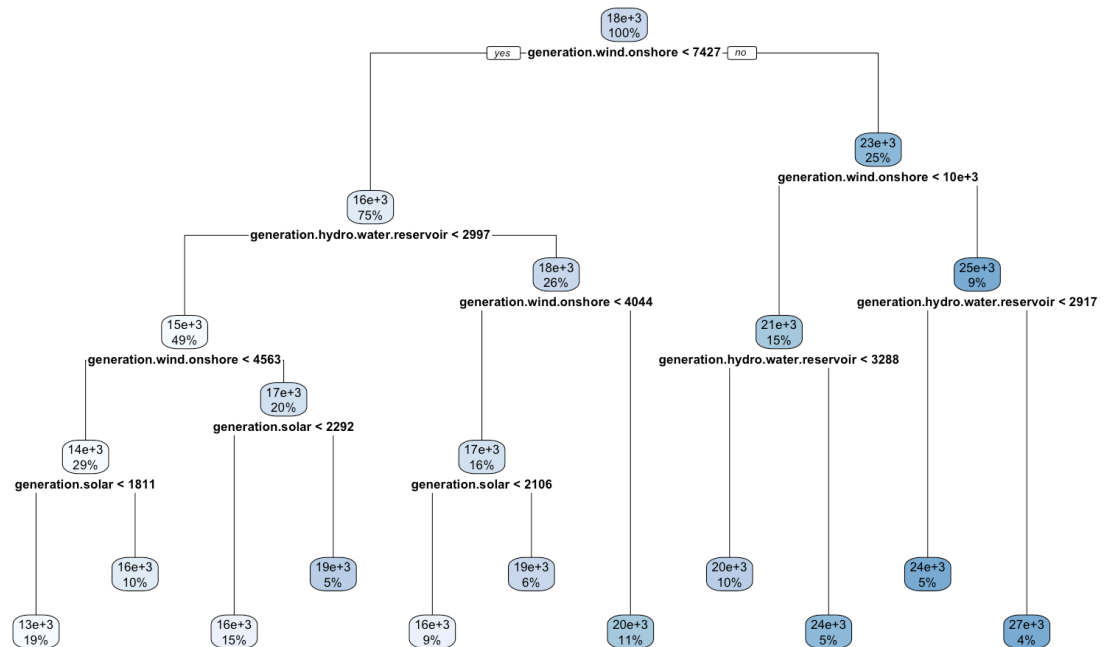 18e+3
100%
yes
generation.wind.onshore < 7427
no
23e+3
25%
generation.wind.onshore < 10e+3
16e+3
75%
generation.hydro.water.reservoir < 2997
18e+3
26%
generation.wind.onshore < 4044
25e+3
9%
generation.hydro.water.reservoir < 2917
15e+3
49%
generation.wind.onshore < 4563
21e+3
15%
generation.hydro.water.reservoir < 3288
17e+3
20%
generation.solar < 2292
14e+3
29%
generation.solar < 1811
17e+3
16%
generation.solar < 2106
16e+3
10%
19e+3
5%
19e+3
6%
20e+3
10%
24e+3
5%
13e+3
19%
16e+3
15%
16e+3
9%
20e+3
11%
24e+3
5%
27e+3
4%